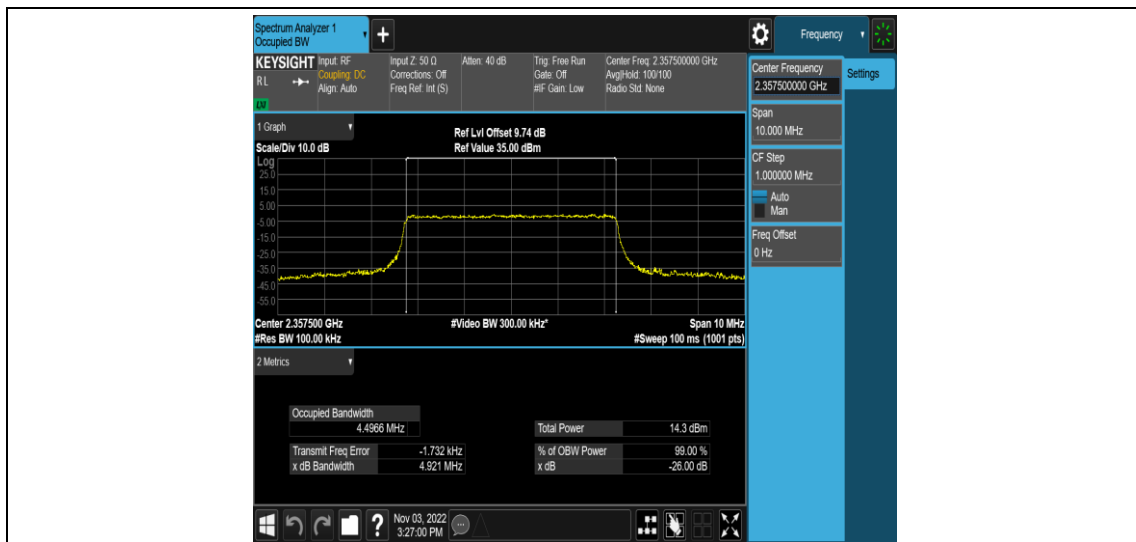 Spectrum Analyzer 1
Occupied BW
+
Frequency
KEYSIGHT
RL
LXI
Input: RF
Coupling: DC
Align: Auto
Input Z: 50 Ω
Corrections: Off
Freq Ref: Int (S)
Atten: 40 dB
Trig: Free Run
Gate: Off
#IF Gain: Low
Center Freq: 2.357500000 GHz
Avg|Hold: 100/100
Radio Std: None
Center Frequency
2.357500000 GHz
Settings
Span
10.000 MHz
CF Step
1.000000 MHz
Auto
Man
Freq Offset
0 Hz
1 Graph
Scale/Div 10.0 dB
Ref Lvl Offset 9.74 dB
Ref Value 35.00 dBm
Log
25.0
15.0
5.00
-5.00
-15.0
-25.0
-35.0
-45.0
-55.0
Center 2.357500 GHz
#Res BW 100.00 kHz
#Video BW 300.00 kHz*
Span 10 MHz
#Sweep 100 ms (1001 pts)
2 Metrics
Occupied Bandwidth
4.4966 MHz
Transmit Freq Error -1.732 kHz
x dB Bandwidth 4.921 MHz
Total Power 14.3 dBm
% of OBW Power 99.00 %
x dB -26.00 dB
?
Nov 03, 2022
3:27:00 PM